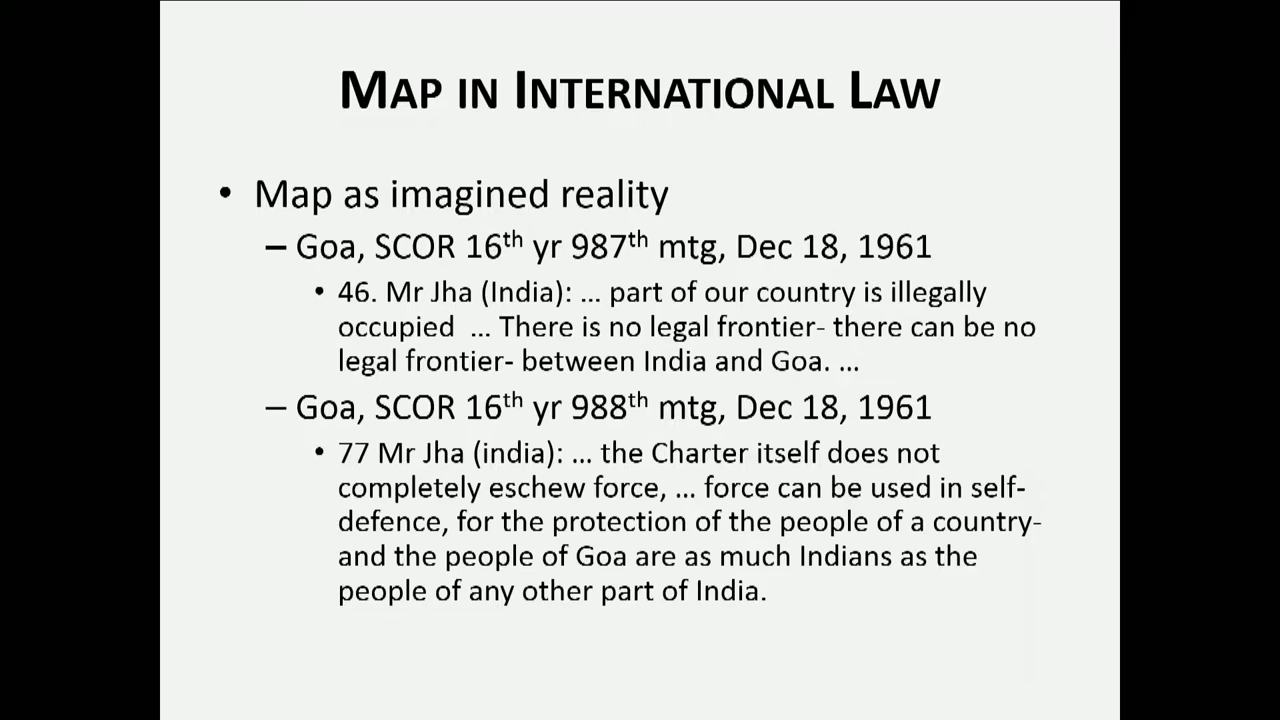 MAP IN INTERNATIONAL LAW
• Map as imagined reality
– Goa, SCOR 16th yr 987th mtg, Dec 18, 1961
• 46. Mr Jha (India): ... part of our country is illegally
occupied ... There is no legal frontier- there can be no
legal frontier- between India and Goa. ...
– Goa, SCOR 16th yr 988th mtg, Dec 18, 1961
• 77 Mr Jha (india): ... the Charter itself does not
completely eschew force, ... force can be used in self-
defence, for the protection of the people of a country-
and the people of Goa are as much Indians as the
people of any other part of India.